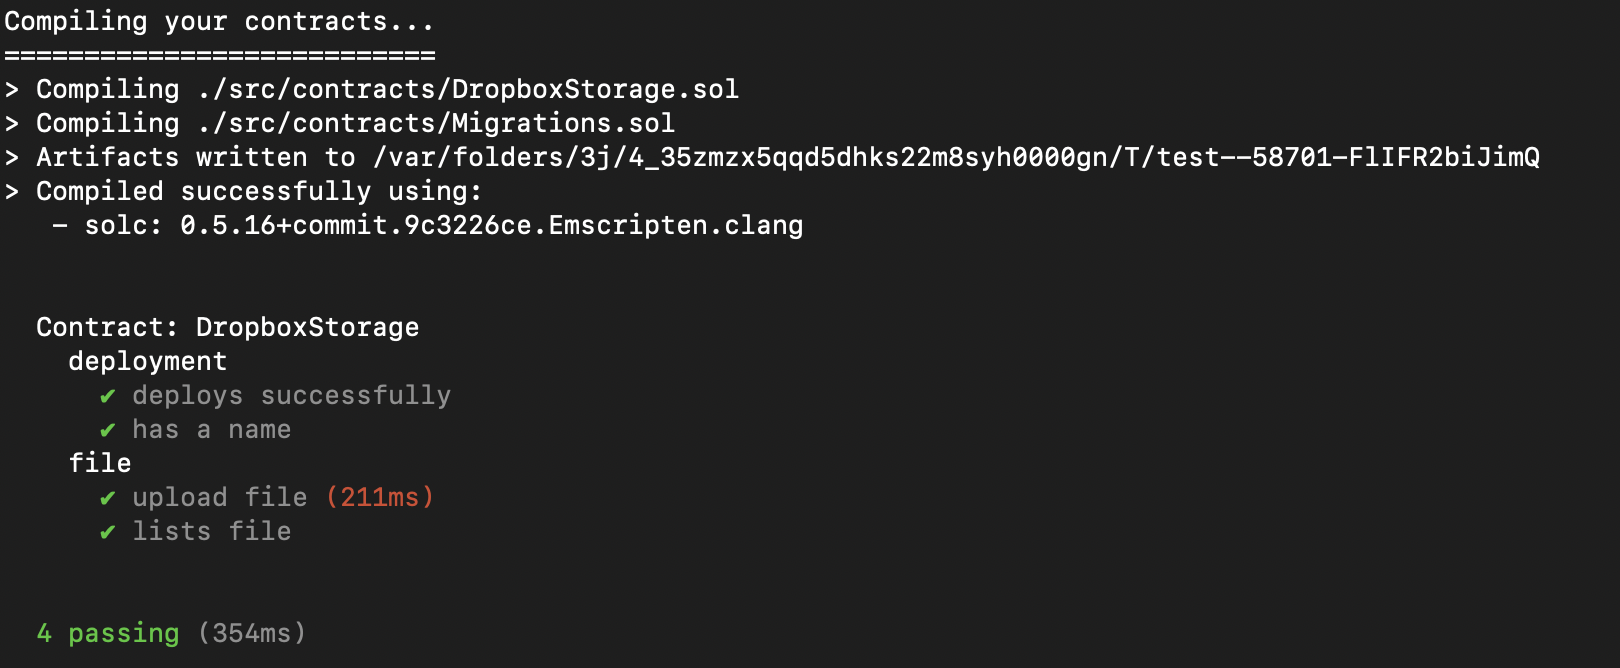 Compiling your contracts...
===========================
> Compiling ./src/contracts/DropboxStorage.sol
> Compiling ./src/contracts/Migrations.sol
> Artifacts written to /var/folders/3j/4_35zmzx5qqd5dhks22m8syh0000gn/T/test--58701-FlIFR2biJimQ
> Compiled successfully using:
   - solc: 0.5.16+commit.9c3226ce.Emscripten.clang
  Contract: DropboxStorage
    deployment
      ✔ deploys successfully
      ✔ has a name
    file
      ✔ upload file (211ms)
      ✔ lists file
  4 passing (354ms)